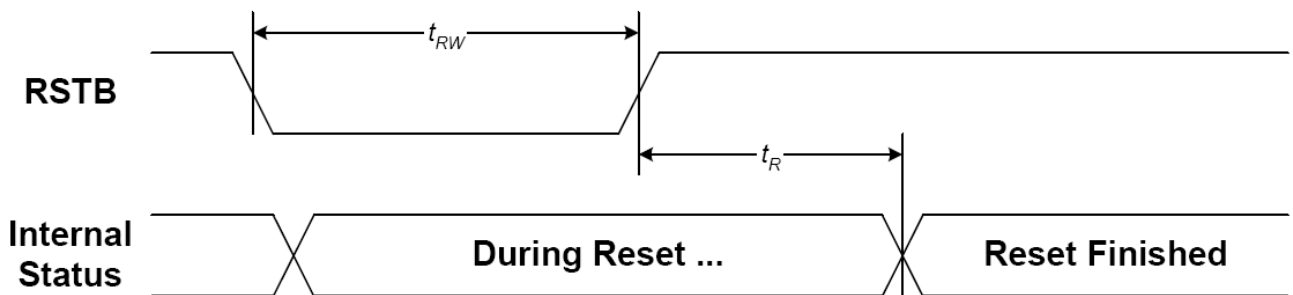 t_RW
RSTB
t_R
Internal
Status
During Reset ...
Reset Finished